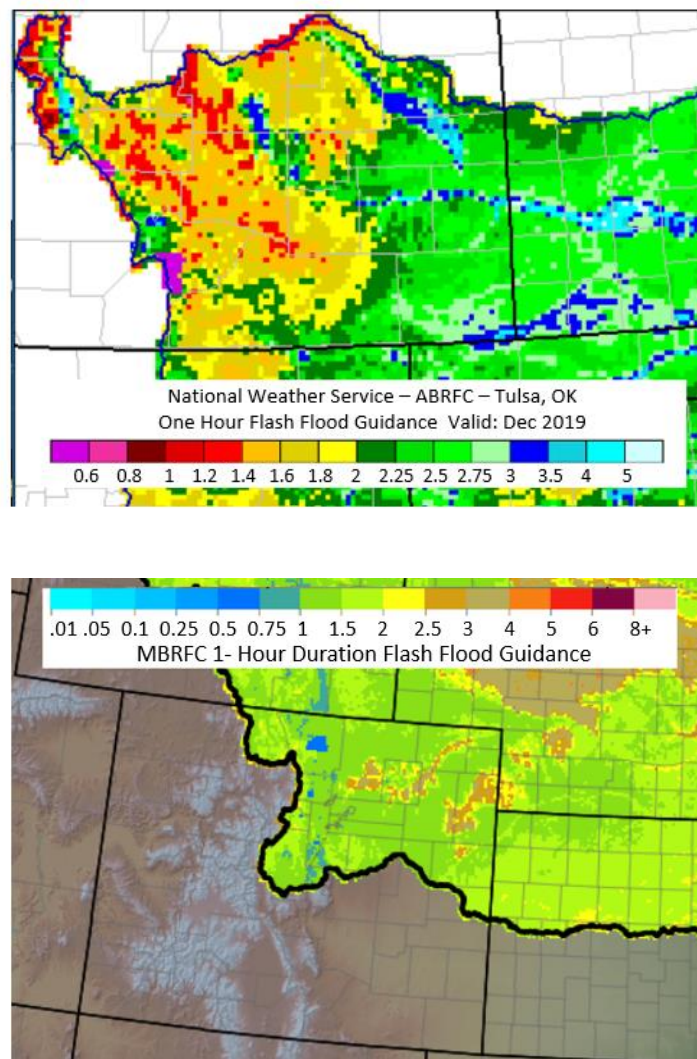 National Weather Service – ABRFC – Tulsa, OK
One Hour Flash Flood Guidance  Valid: Dec 2019
0.6 0.8 1 1.2 1.4 1.6 1.8 2 2.25 2.5 2.75 3 3.5 4 5
.01 .05 0.1 0.25 0.5 0.75 1 1.5 2 2.5 3 4 5 6 8+
MBRFC 1- Hour Duration Flash Flood Guidance